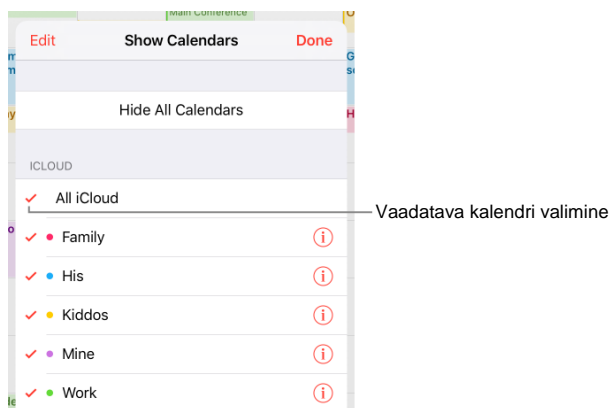 Main Conference
Edit Show Calendars Done
Hide All Calendars
ICLOUD
All iCloud
Vaadatava kalendri valimine
Family
His
Kiddos
Mine
Work